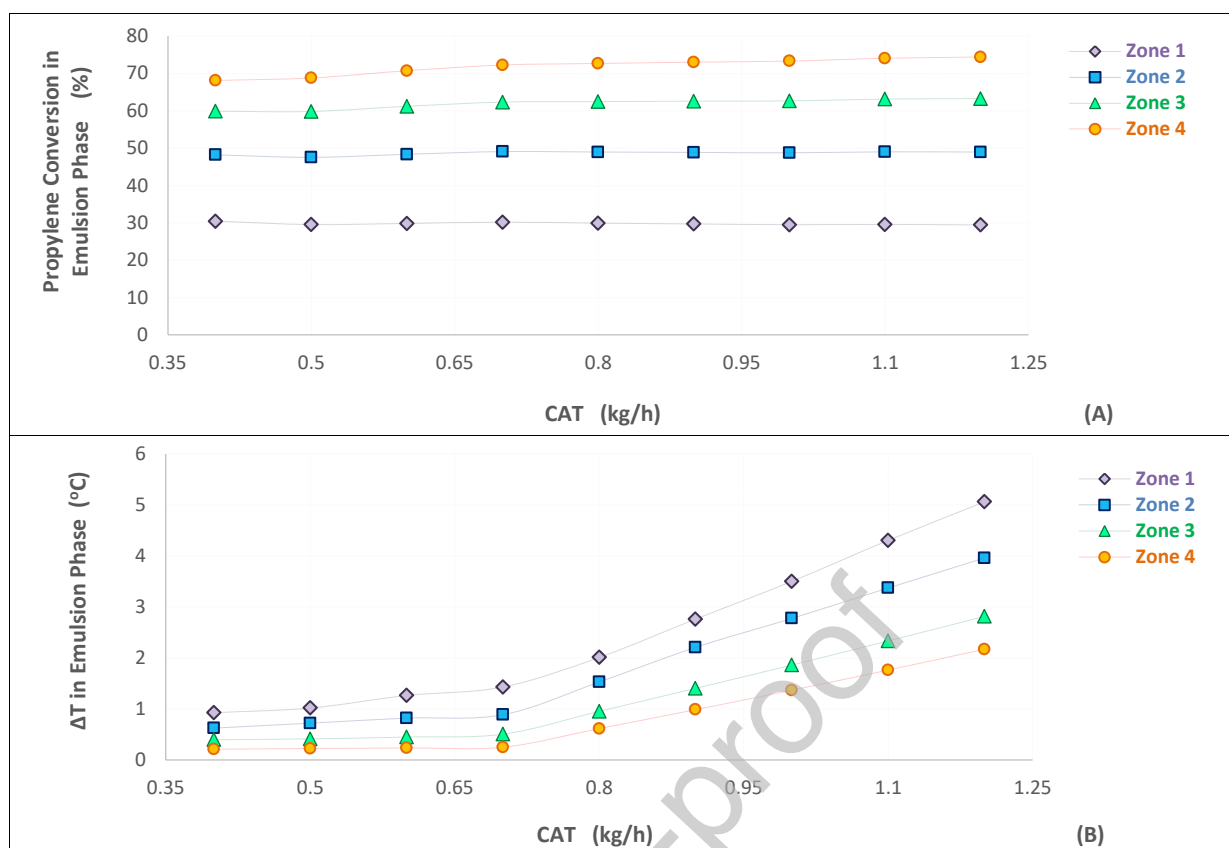 Propylene Conversion in
Emulsion Phase (%)
80
70
60
50
40
30
20
10
0
0.35
0.5
0.65
0.8
0.95
1.1
1.25
CAT (kg/h)
(A)
Zone 1
Zone 2
Zone 3
Zone 4
ΔT in Emulsion Phase (°C)
6
5
4
3
2
1
0
0.35
0.5
0.65
0.8
0.95
1.1
1.25
CAT (kg/h)
(B)
Zone 1
Zone 2
Zone 3
Zone 4
-proof